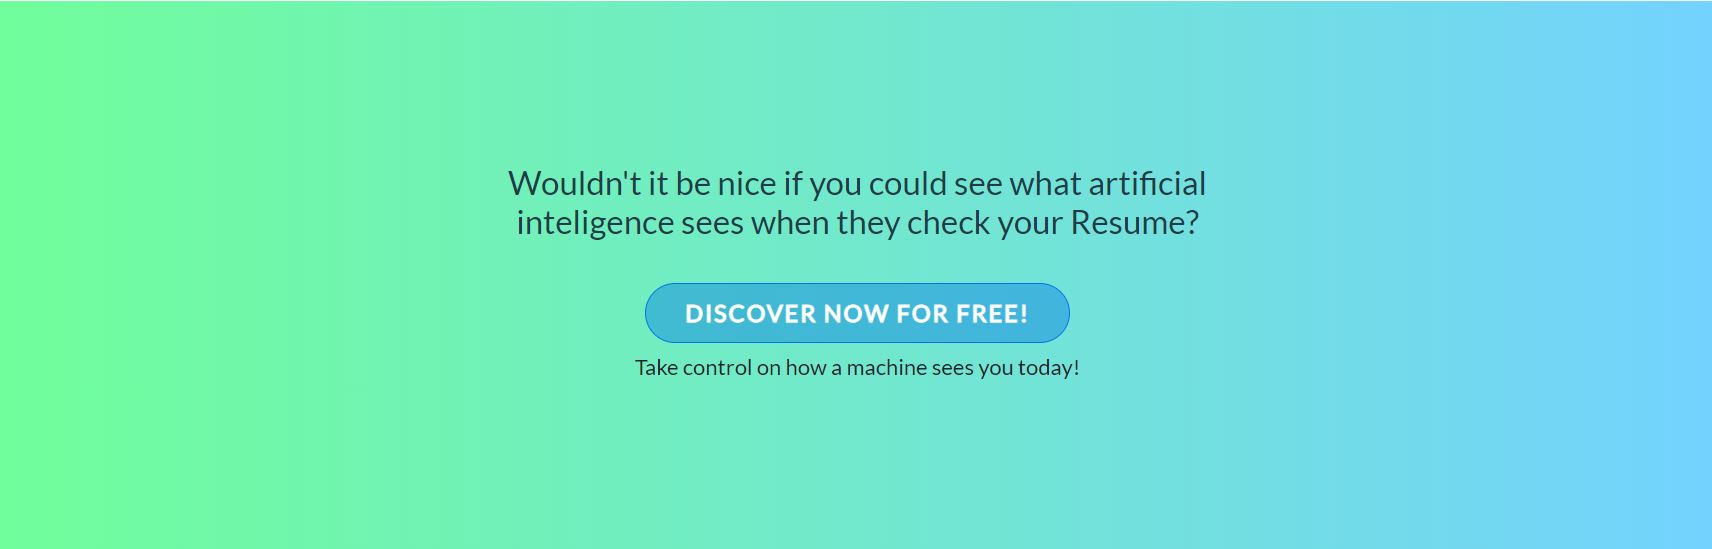 Wouldn't it be nice if you could see what artificial
inteligence sees when they check your Resume?
DISCOVER NOW FOR FREE!
Take control on how a machine sees you today!